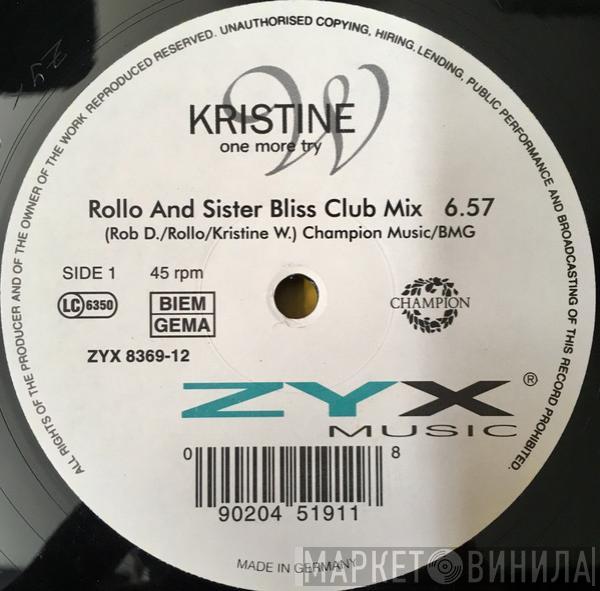 ALL RIGHTS OF THE PRODUCER AND OF THE OWNER OF THE WORK REPRODUCED RESERVED. UNAUTHORISED COPYING, HIRING, LENDING, PUBLIC PERFORMANCE AND BROADCASTING OF THIS RECORD PROHIBITED.
KRISTINE W
one more try
Rollo And Sister Bliss Club Mix 6.57
(Rob D./Rollo/Kristine W.) Champion Music/BMG
SIDE 1 45 rpm
LC 6350
BIEM
GEMA
CHAMPION
ZYX 8369-12
ZYX ®
MUSIC
0 90204 51911 8
MADE IN GERMANY
МАРКЕТ ВИНИЛА